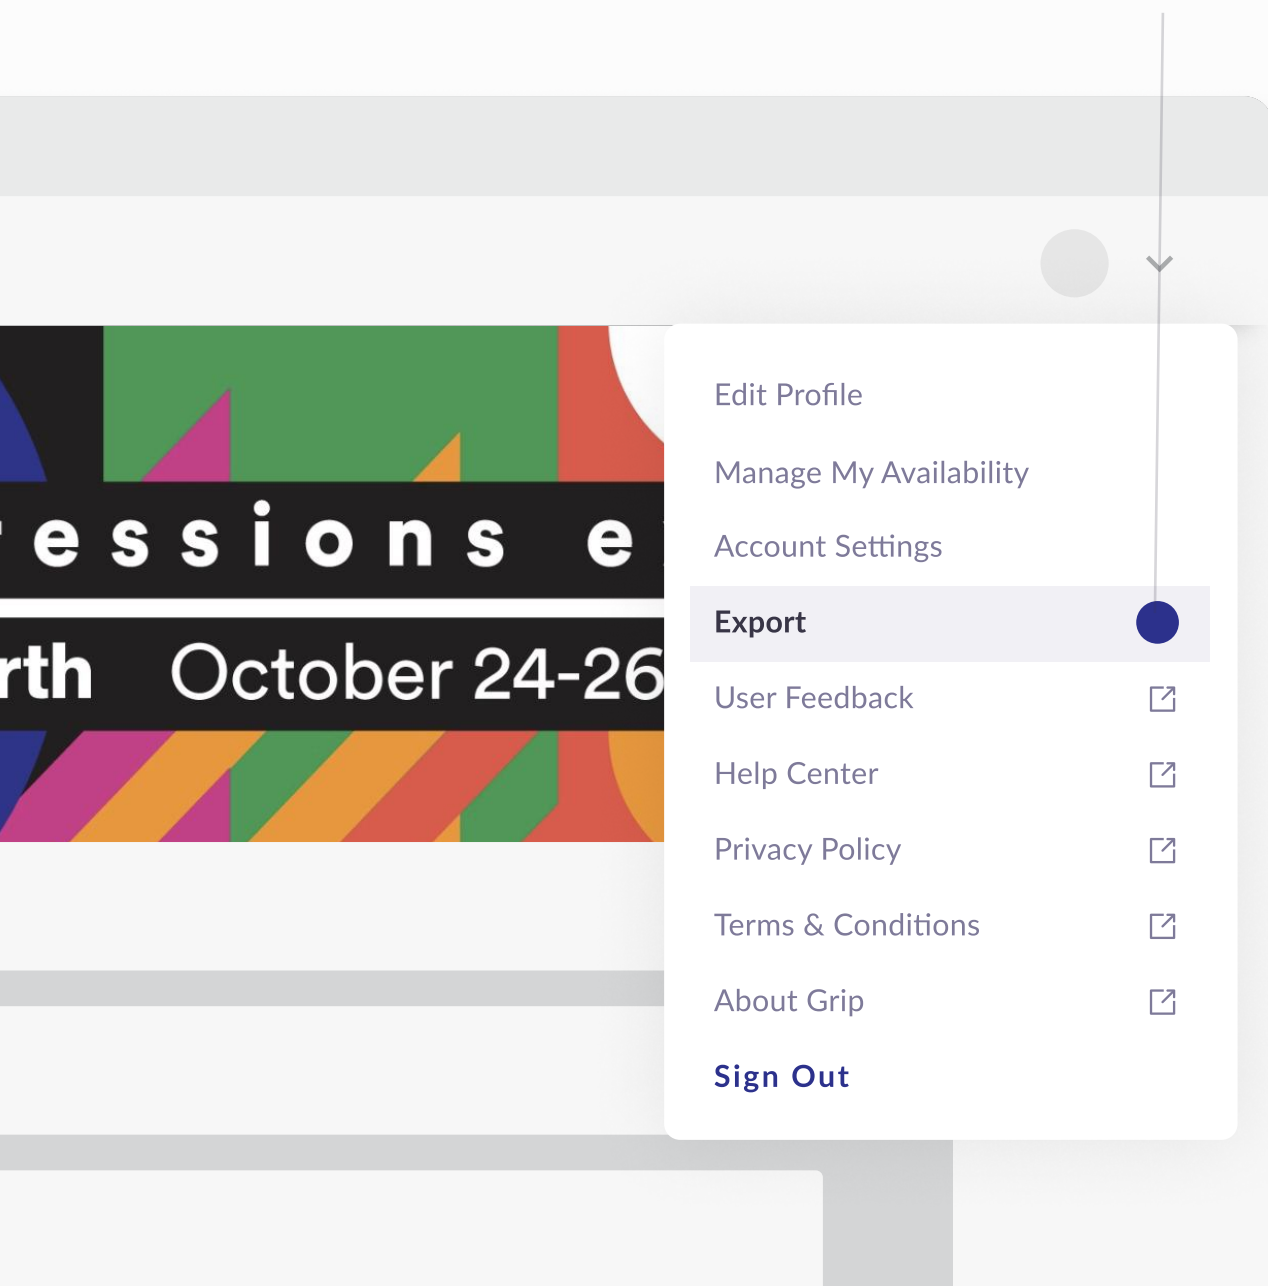 ressions e
rth October 24-26
Edit Profile
Manage My Availability
Account Settings
Export
User Feedback
Help Center
Privacy Policy
Terms & Conditions
About Grip
Sign Out